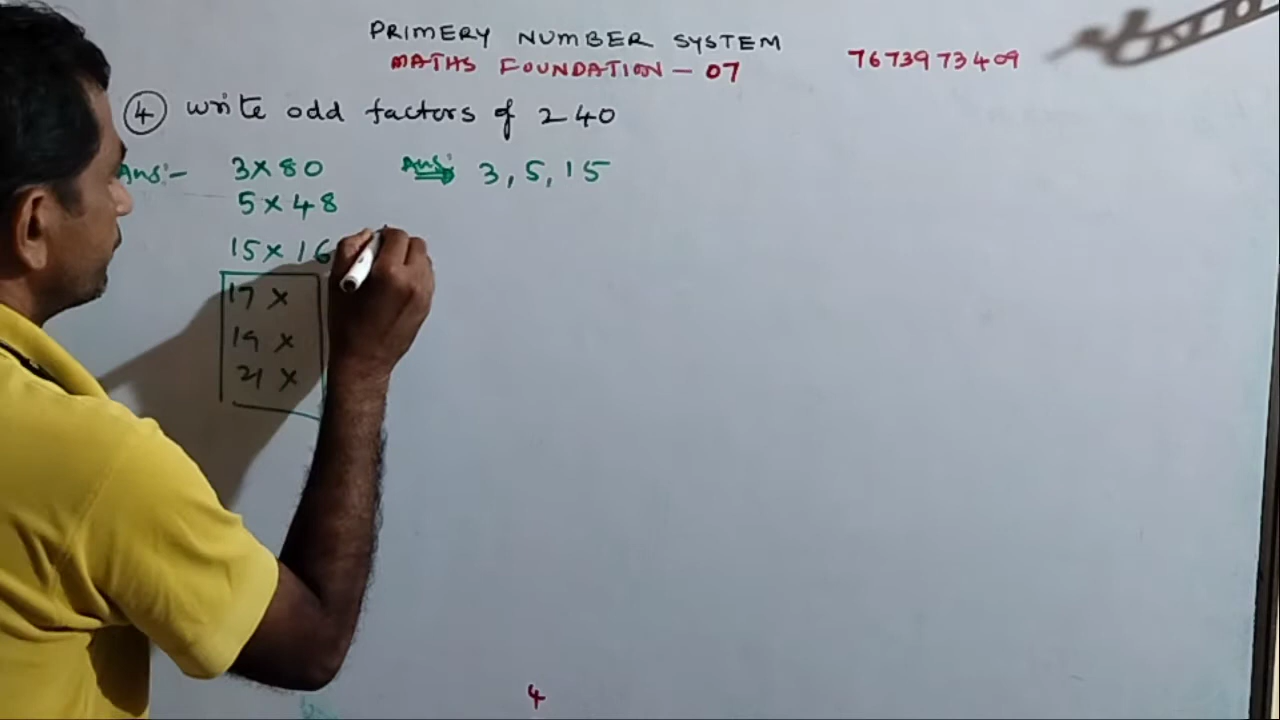 PRIMERY NUMBER SYSTEM
MATHS FOUNDATION - 07
7673973409
4 write odd factors of 240
Ans:- 3×80
5×48
15×16
17 ×
19 ×
21 ×
Ans: 3, 5, 15
4